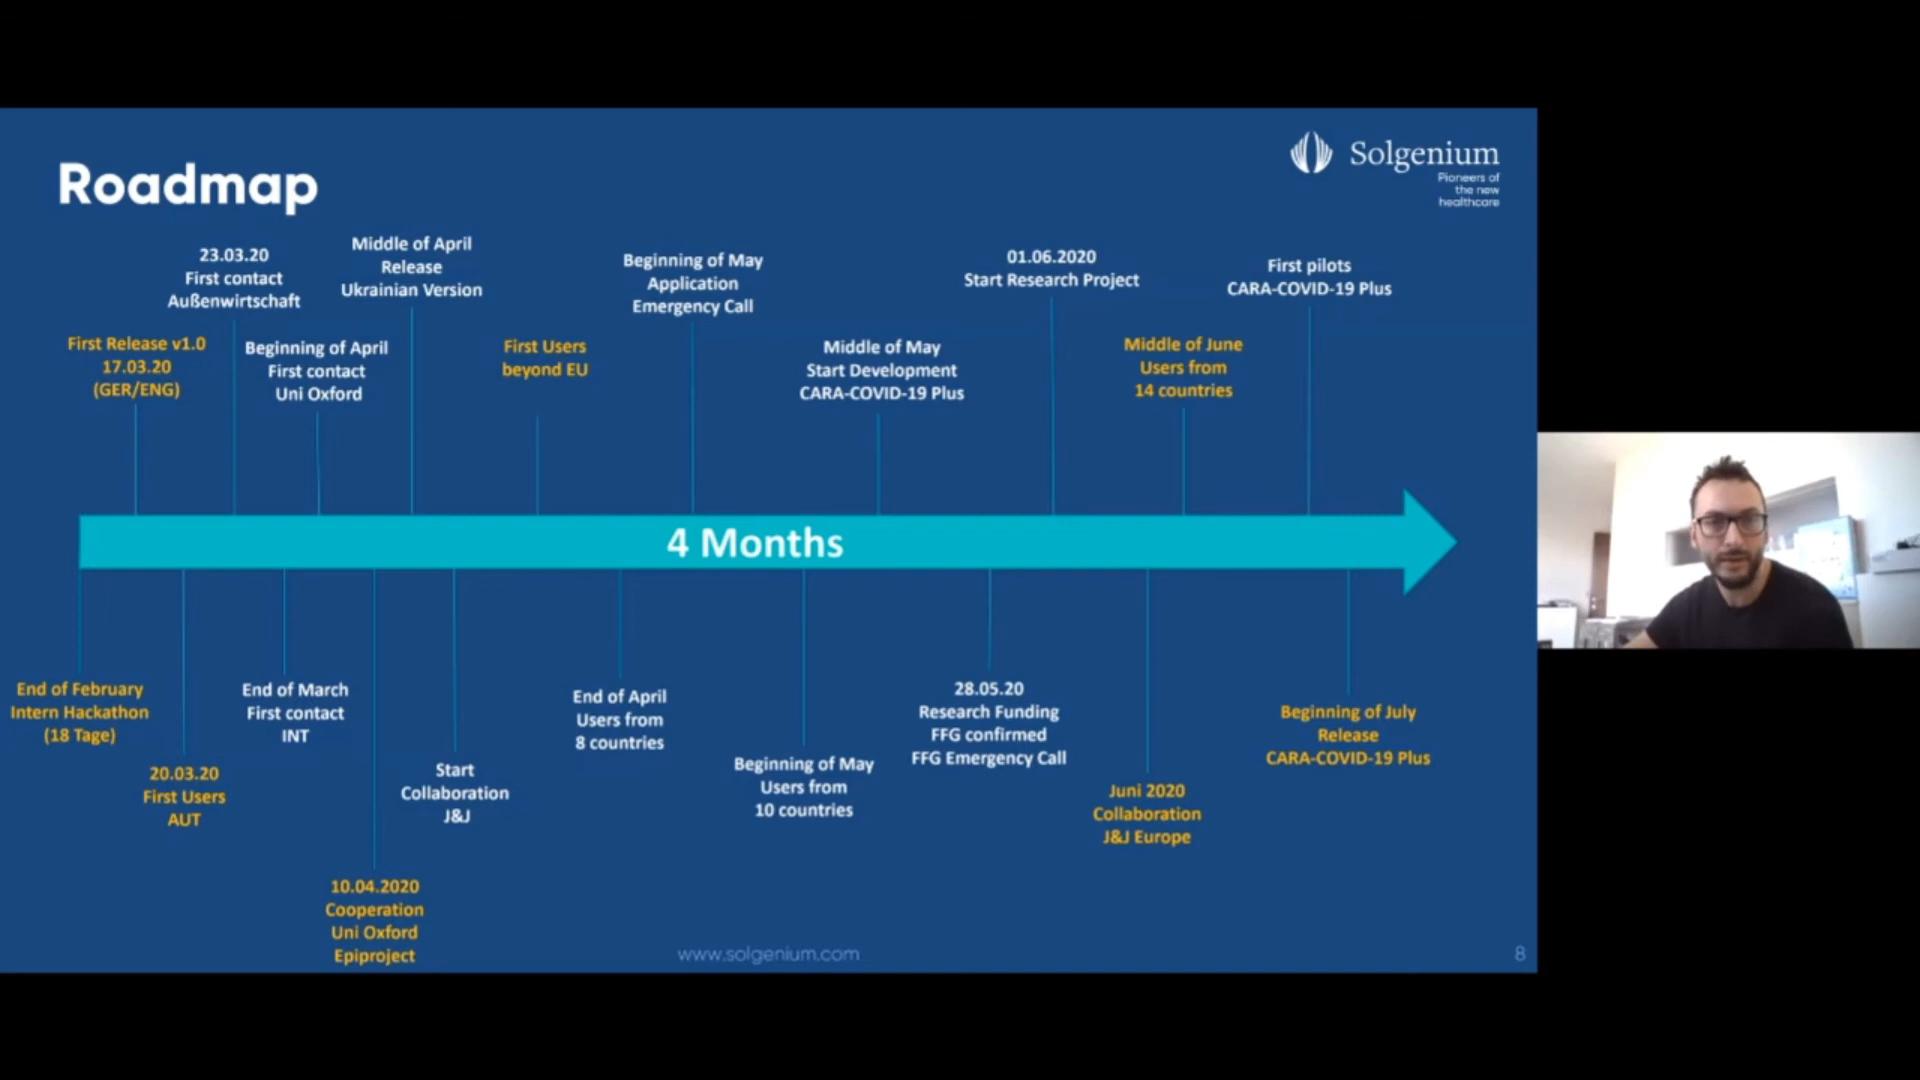 Roadmap
Solgenium
Pioneers of
the new
healthcare
First Release v1.0
17.03.20
(GER/ENG)
23.03.20
First contact
Außenwirtschaft
Beginning of April
First contact
Uni Oxford
Middle of April
Release
Ukrainian Version
First Users
beyond EU
Beginning of May
Application
Emergency Call
Middle of May
Start Development
CARA-COVID-19 Plus
01.06.2020
Start Research Project
Middle of June
Users from
14 countries
First pilots
CARA-COVID-19 Plus
4 Months
End of February
Intern Hackathon
(18 Tage)
20.03.20
First Users
AUT
End of March
First contact
INT
10.04.2020
Cooperation
Uni Oxford
Epiproject
Start
Collaboration
J&J
End of April
Users from
8 countries
Beginning of May
Users from
10 countries
28.05.20
Research Funding
FFG confirmed
FFG Emergency Call
Juni 2020
Collaboration
J&J Europe
Beginning of July
Release
CARA-COVID-19 Plus
www.solgenium.com
8